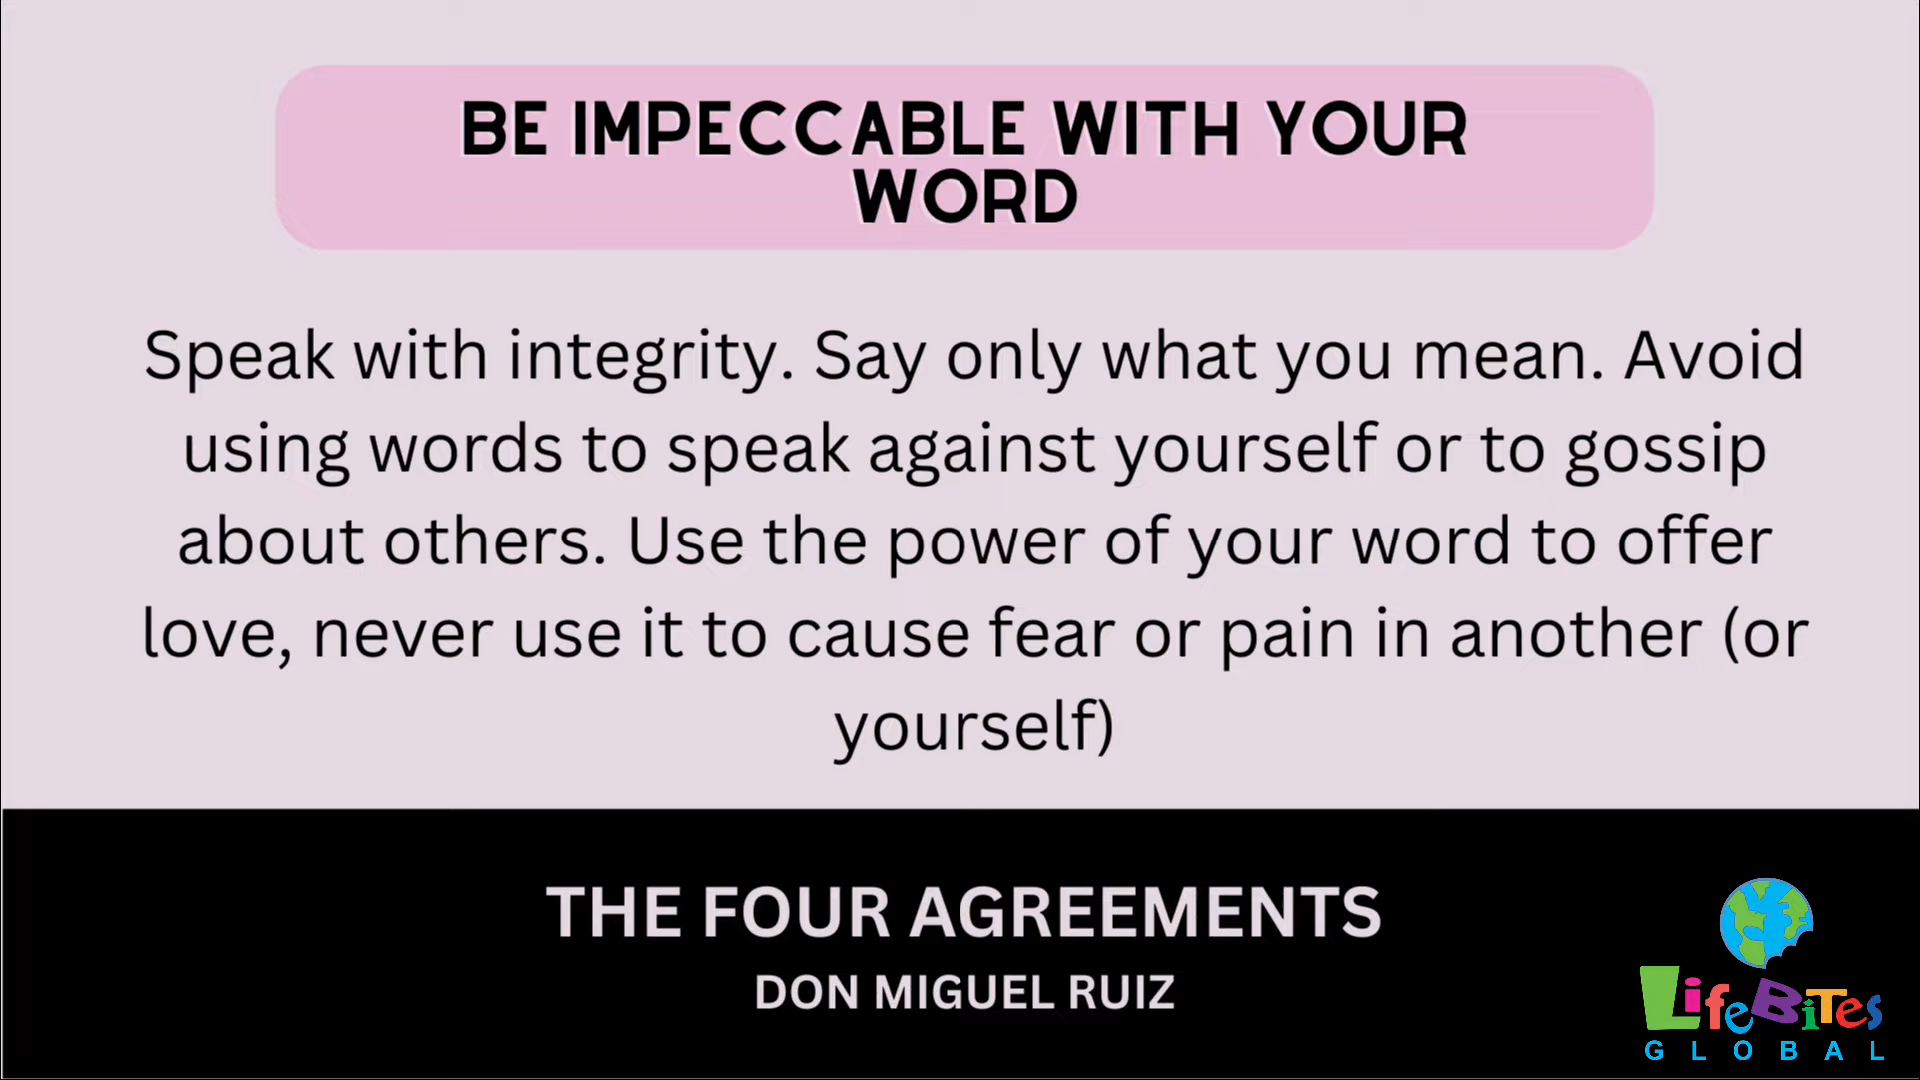 BE IMPECCABLE WITH YOUR
WORD
Speak with integrity. Say only what you mean. Avoid
using words to speak against yourself or to gossip
about others. Use the power of your word to offer
love, never use it to cause fear or pain in another (or
yourself)
THE FOUR AGREEMENTS
DON MIGUEL RUIZ
LifeBiTes
GLOBAL